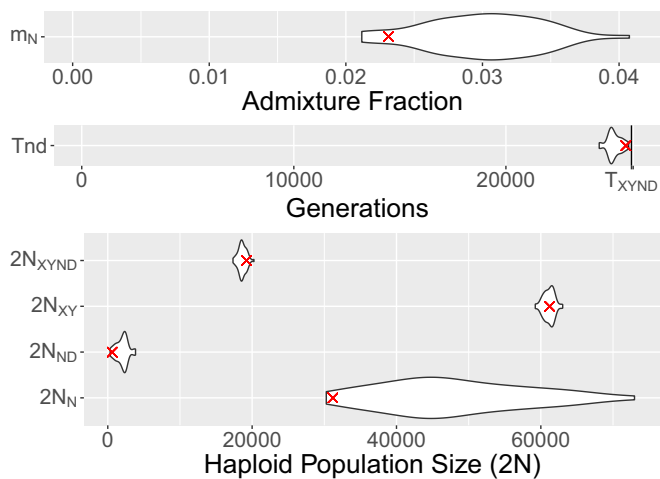 mN
0.00 0.01 0.02 0.03 0.04
Admixture Fraction
Tnd
0 10000 20000 TXYND
Generations
2NXYND
2NXY
2NND
2NN
0 20000 40000 60000
Haploid Population Size (2N)